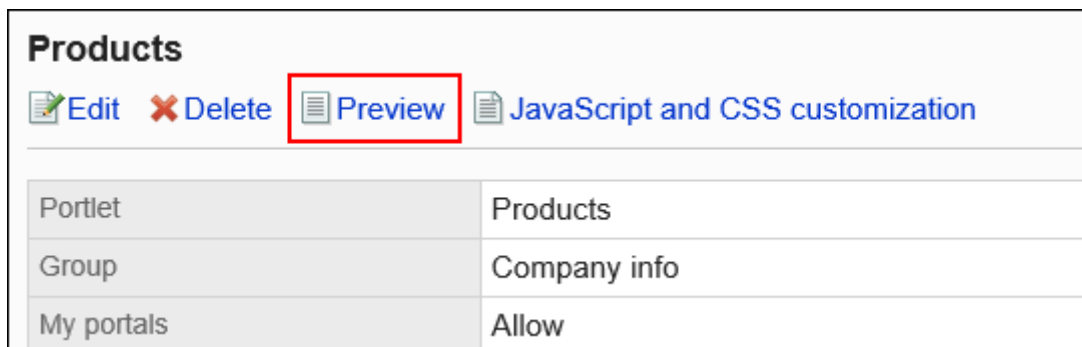 Products
Edit Delete Preview JavaScript and CSS customization
Portlet Products
Group Company info
My portals Allow